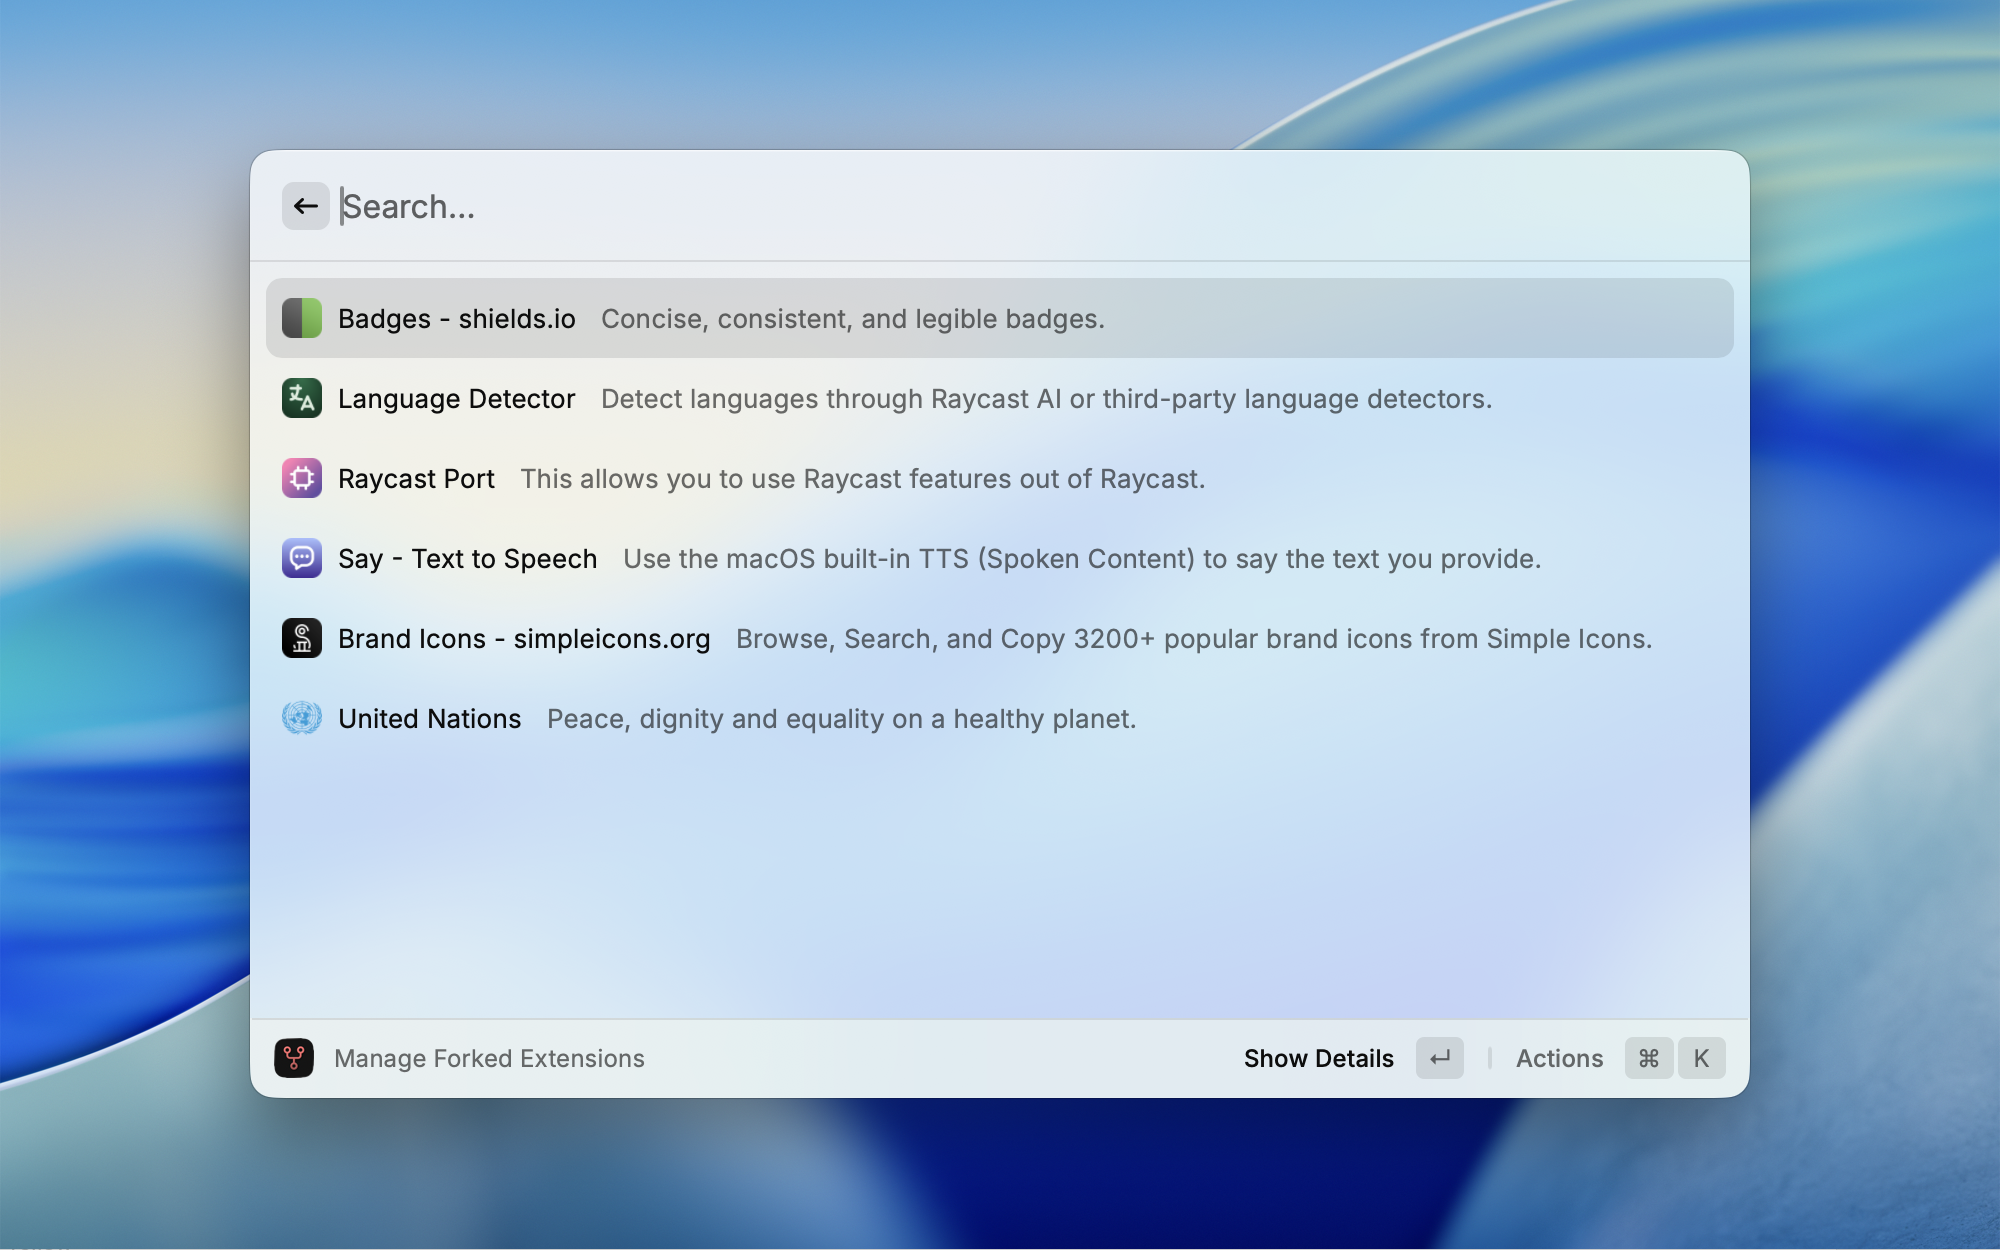 Search...
Badges - shields.io Concise, consistent, and legible badges.
Language Detector Detect languages through Raycast AI or third-party language detectors.
Raycast Port This allows you to use Raycast features out of Raycast.
Say - Text to Speech Use the macOS built-in TTS (Spoken Content) to say the text you provide.
Brand Icons - simpleicons.org Browse, Search, and Copy 3200+ popular brand icons from Simple Icons.
United Nations Peace, dignity and equality on a healthy planet.
Manage Forked Extensions Show Details ↵ Actions ⌘ K